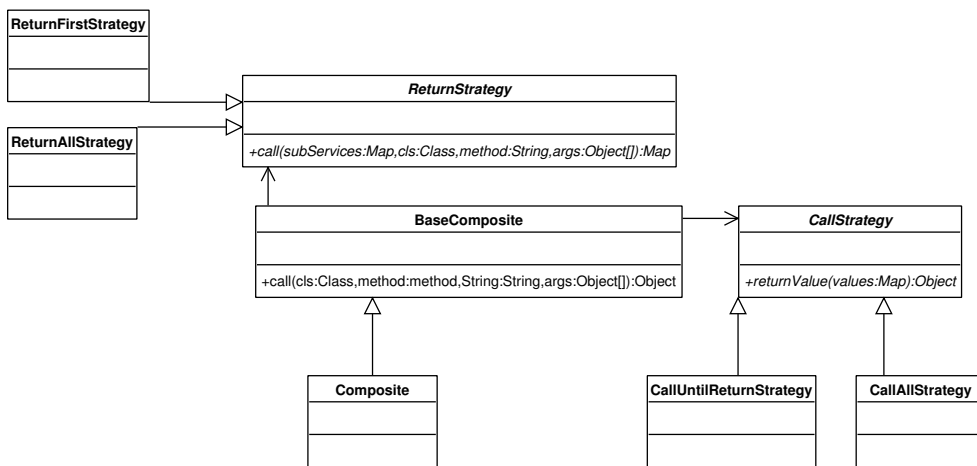 ReturnFirstStrategy
ReturnStrategy
+call(subServices:Map,cls:Class,method:String,args:Object[]):Map
ReturnAllStrategy
BaseComposite
+call(cls:Class,method:method,String:String,args:Object[]):Object
CallStrategy
+returnValue(values:Map):Object
Composite
CallUntilReturnStrategy
CallAllStrategy